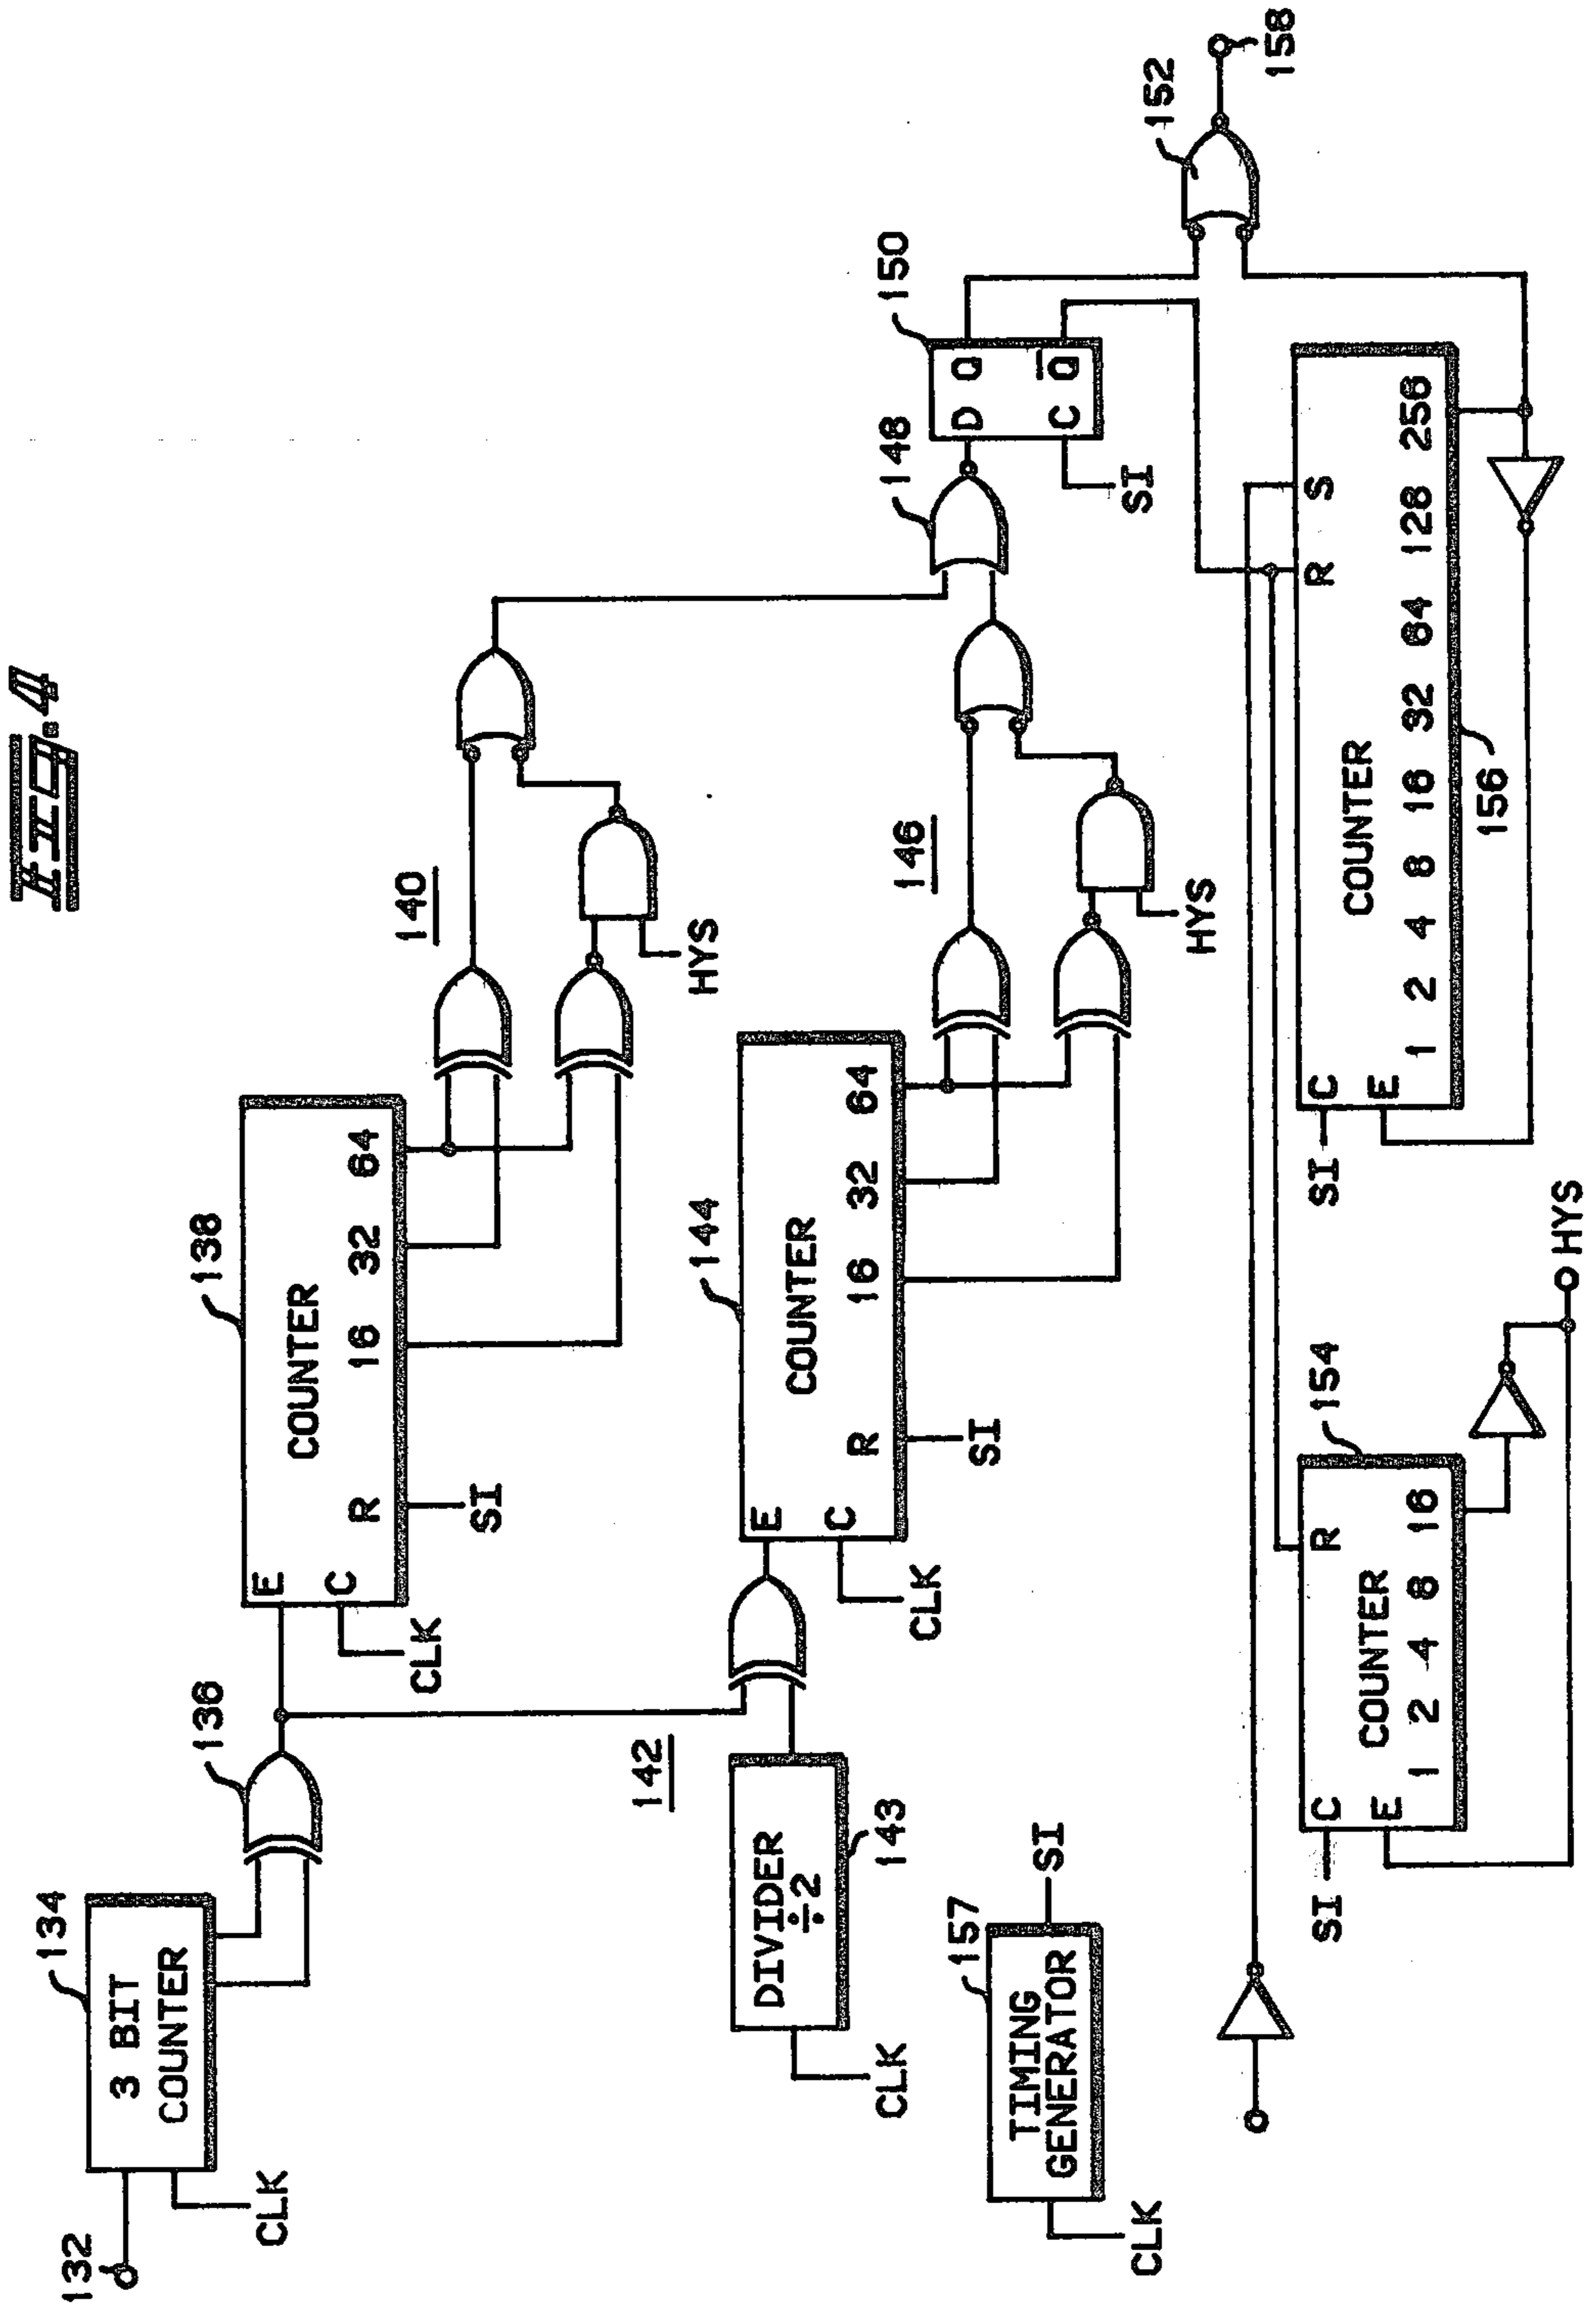 Fig. 4
132
134
3 BIT
COUNTER
CLK
136
138
E
C
COUNTER
R
16
32
64
CLK
SI
140
HYS
142
DIVIDER
÷2
143
CLK
144
E
C
COUNTER
R
16
32
64
CLK
SI
146
HYS
148
150
D
Q
C
Q̅
SI
152
158
157
TIMING
GENERATOR
CLK
SI
154
SI
C
E
COUNTER
R
1 2 4 8 16
HYS
SI
C
E
COUNTER
R
S
1 2 4 8 16 32 64 128 256
156